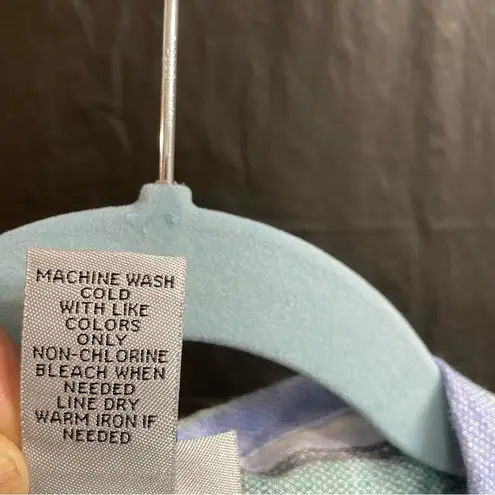 MACHINE WASH
COLD
WITH LIKE
COLORS
ONLY
NON-CHLORINE
BLEACH WHEN
NEEDED
LINE DRY
WARM IRON IF
NEEDED